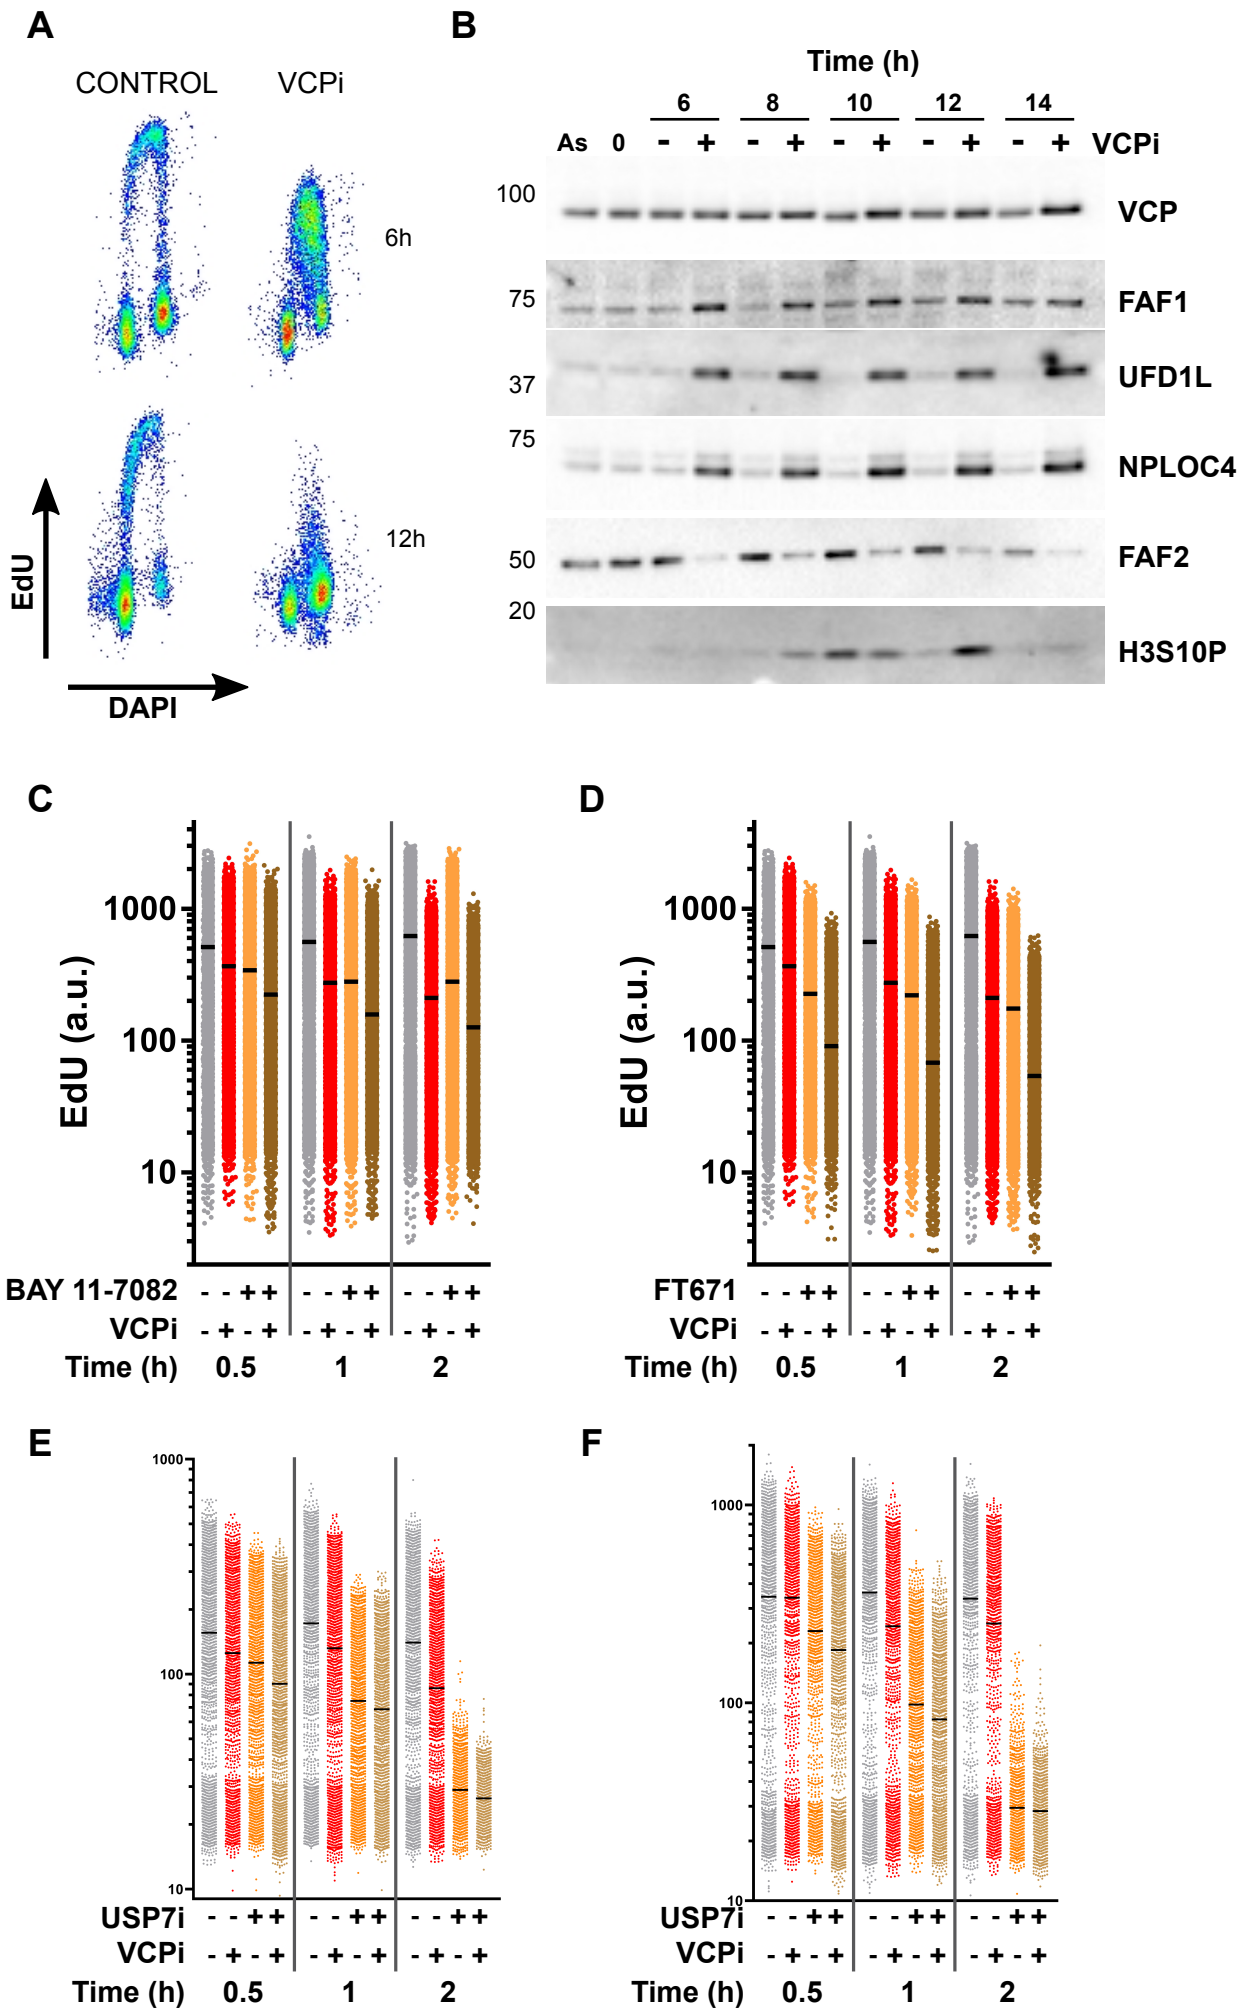 A
CONTROL VCPi
6h
12h
EdU
DAPI
B
Time (h)
6 8 10 12 14
As 0 - + - + - + - + - + VCPi
100 VCP
75 FAF1
37 UFD1L
75 NPLOC4
50 FAF2
20 H3S10P
C
EdU (a.u.)
1000
100
10
BAY 11-7082 - - + + - - + + - - + +
VCPi - + - + - + - + - + - +
Time (h) 0.5 1 2
D
EdU (a.u.)
1000
100
10
FT671 - - + + - - + + - - + +
VCPi - + - + - + - + - + - +
Time (h) 0.5 1 2
E
1000
100
10
USP7i - - + + - - + + - - + +
VCPi - + - + - + - + - + - +
Time (h) 0.5 1 2
F
1000
100
10
USP7i - - + + - - + + - - + +
VCPi - + - + - + - + - + - +
Time (h) 0.5 1 2